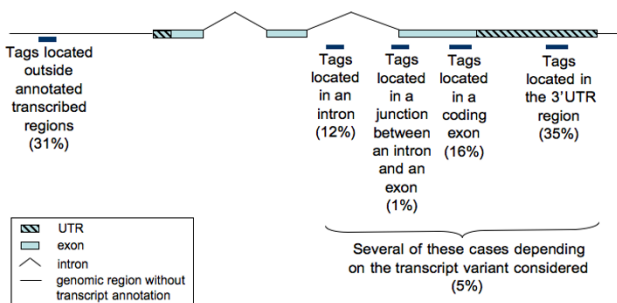 Tags located
outside
annotated
transcribed
regions
(31%)
Tags
located
in an
intron
(12%)
Tags
located
in a
junction
between
an intron
and an
exon
(1%)
Tags
located
in a
coding
exon
(16%)
Tags
located in
the 3'UTR
region
(35%)
Several of these cases depending
on the transcript variant considered
(5%)
UTR
exon
intron
genomic region without
transcript annotation